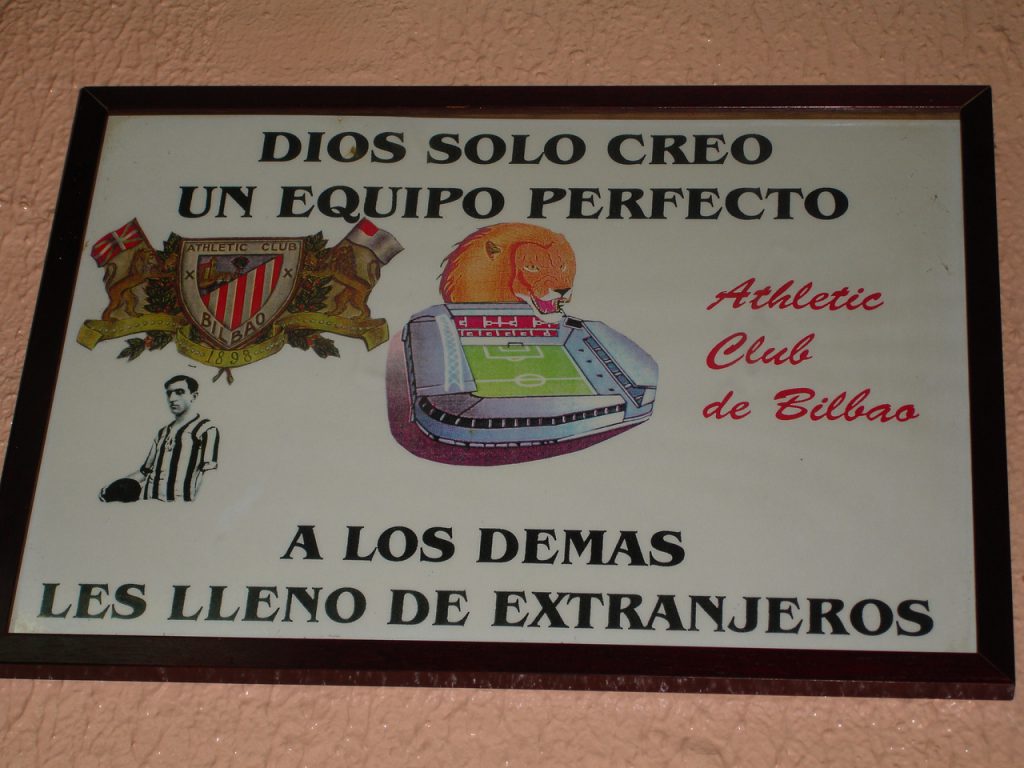 DIOS SOLO CREO
UN EQUIPO PERFECTO
ATHLETIC CLUB
X X
BILBAO
1898
Athletic
Club
de Bilbao
A LOS DEMAS
LES LLENO DE EXTRANJEROS